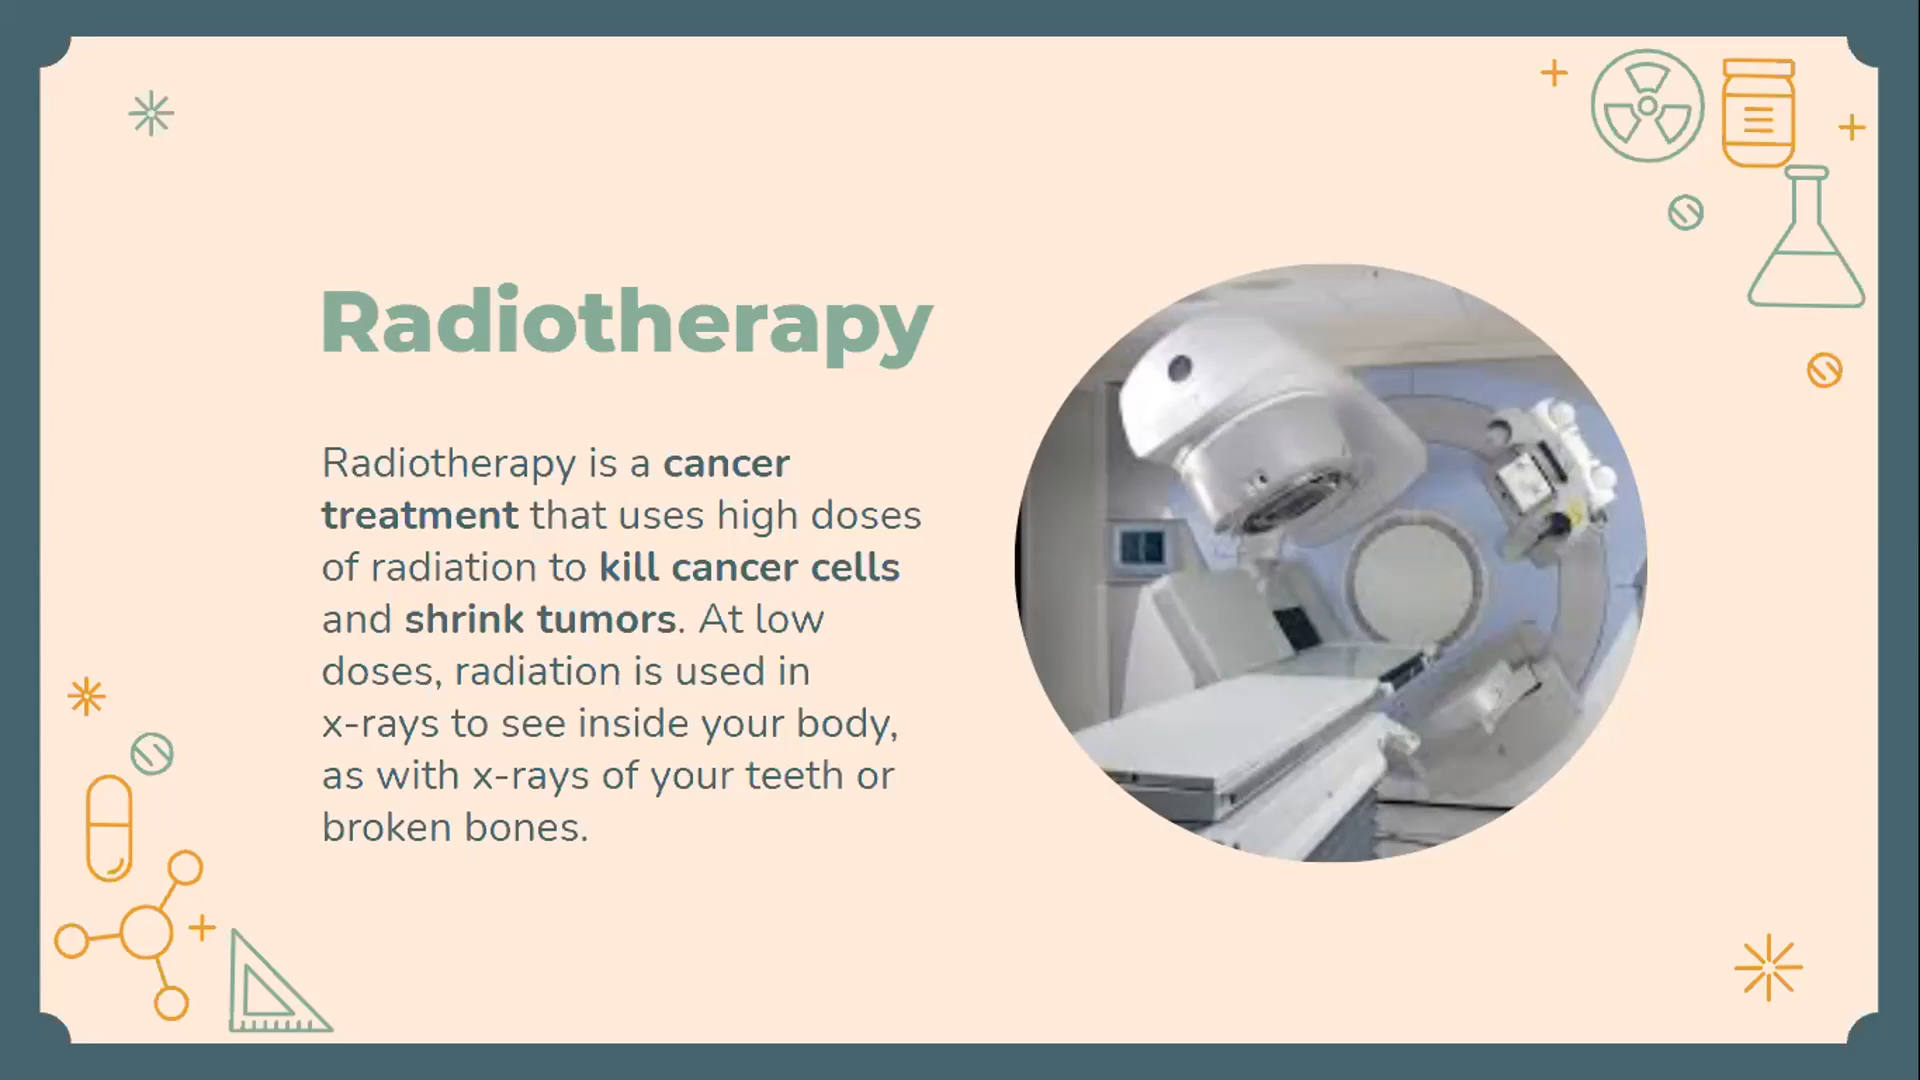 Radiotherapy
Radiotherapy is a cancer
treatment that uses high doses
of radiation to kill cancer cells
and shrink tumors. At low
doses, radiation is used in
x-rays to see inside your body,
as with x-rays of your teeth or
broken bones.